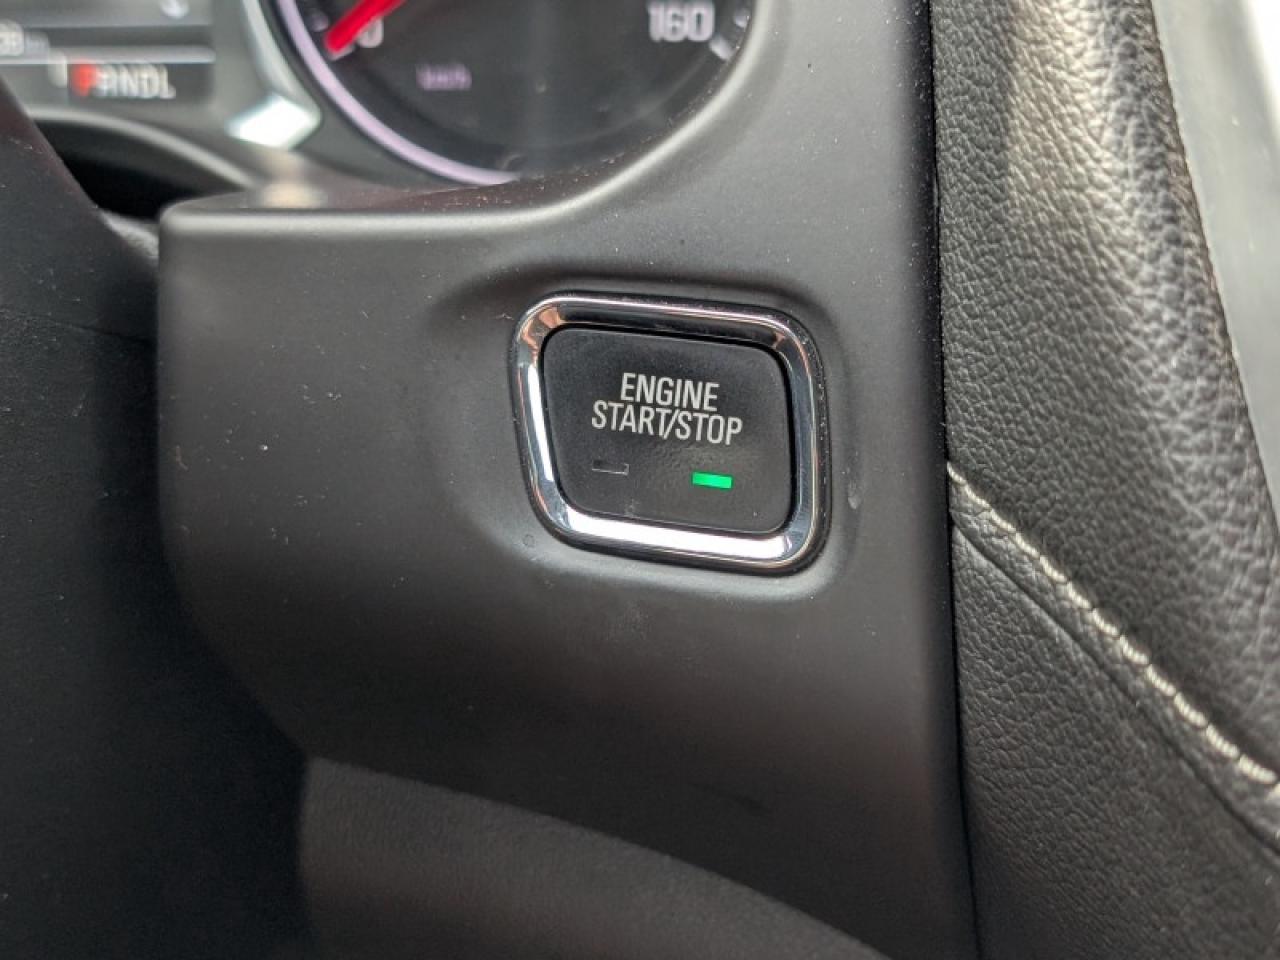 160
PRNDL
ENGINE
START/STOP